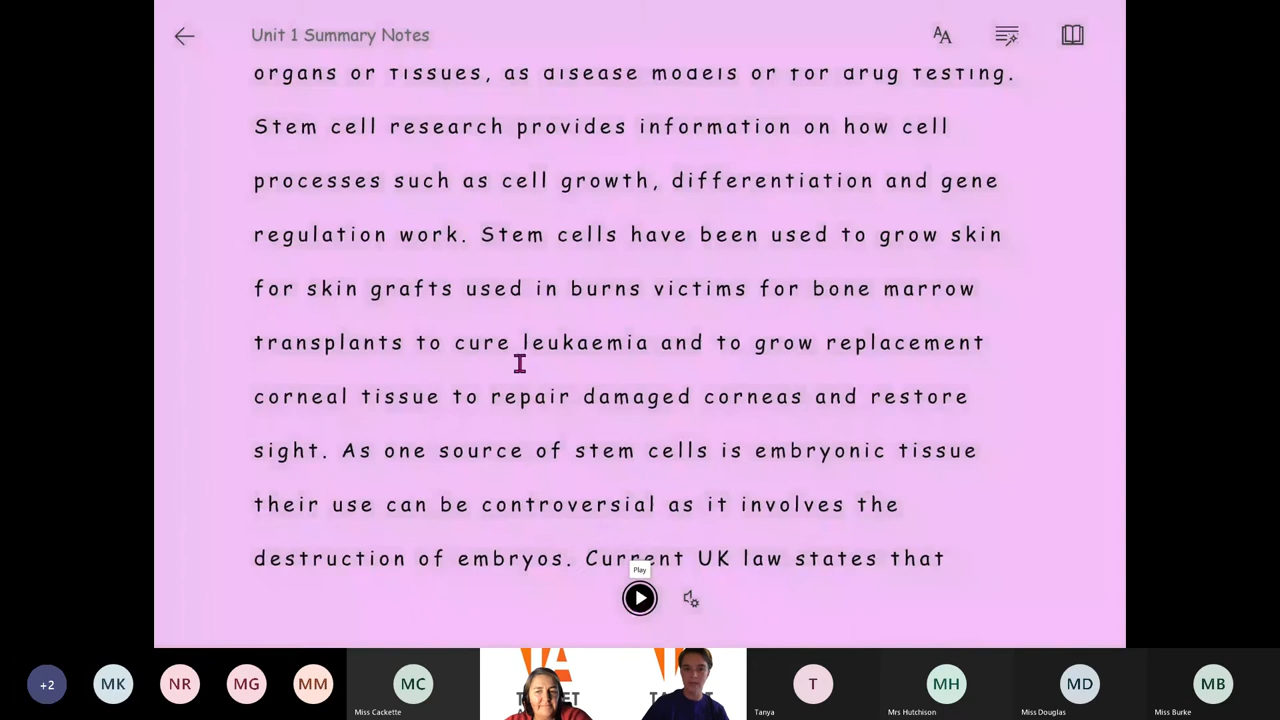 Unit 1 Summary Notes
organs or tissues, as disease models or for drug testing.
Stem cell research provides information on how cell
processes such as cell growth, differentiation and gene
regulation work. Stem cells have been used to grow skin
for skin grafts used in burns victims for bone marrow
transplants to cure leukaemia and to grow replacement
corneal tissue to repair damaged corneas and restore
sight. As one source of stem cells is embryonic tissue
their use can be controversial as it involves the
destruction of embryos. Current UK law states that
Play
+2 MK NR MG MM MC T MH MD MB
Miss Cackette Tanya Mrs Hutchison Miss Douglas Miss Burke